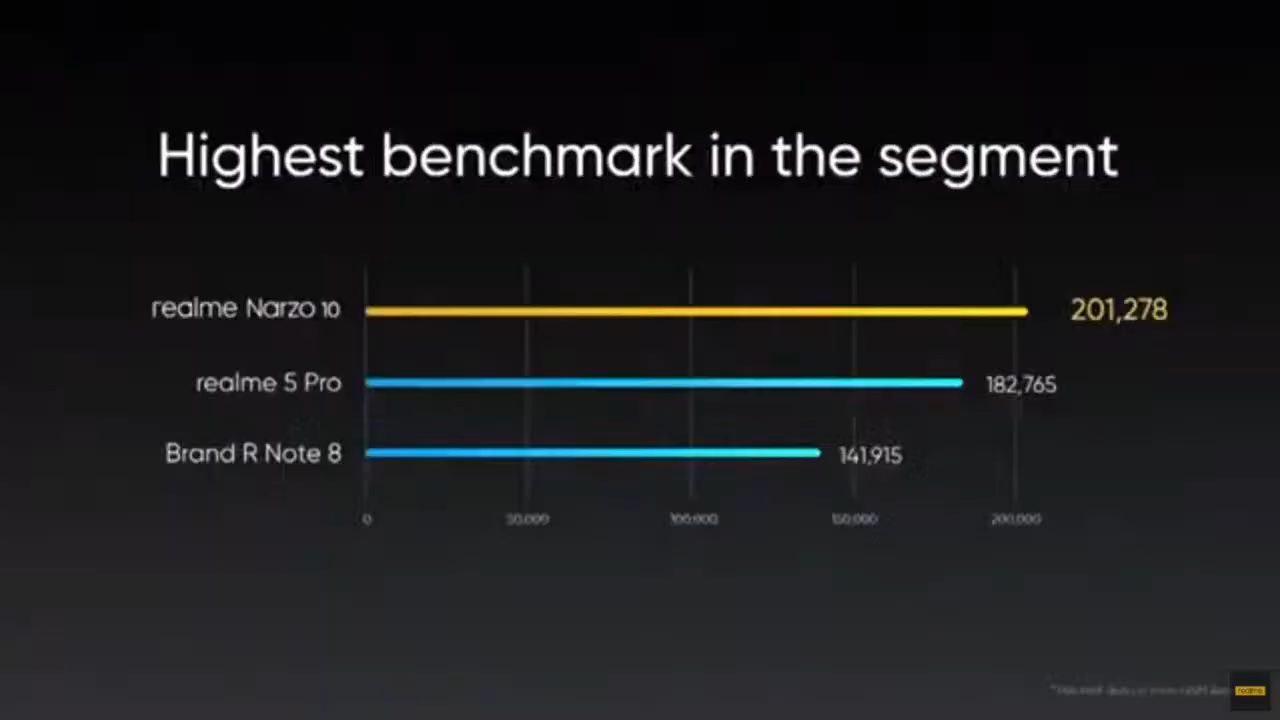 Highest benchmark in the segment
realme Narzo 10
201,278
realme 5 Pro
182,765
Brand R Note 8
141,915
0 50,000 100,000 150,000 200,000
realme